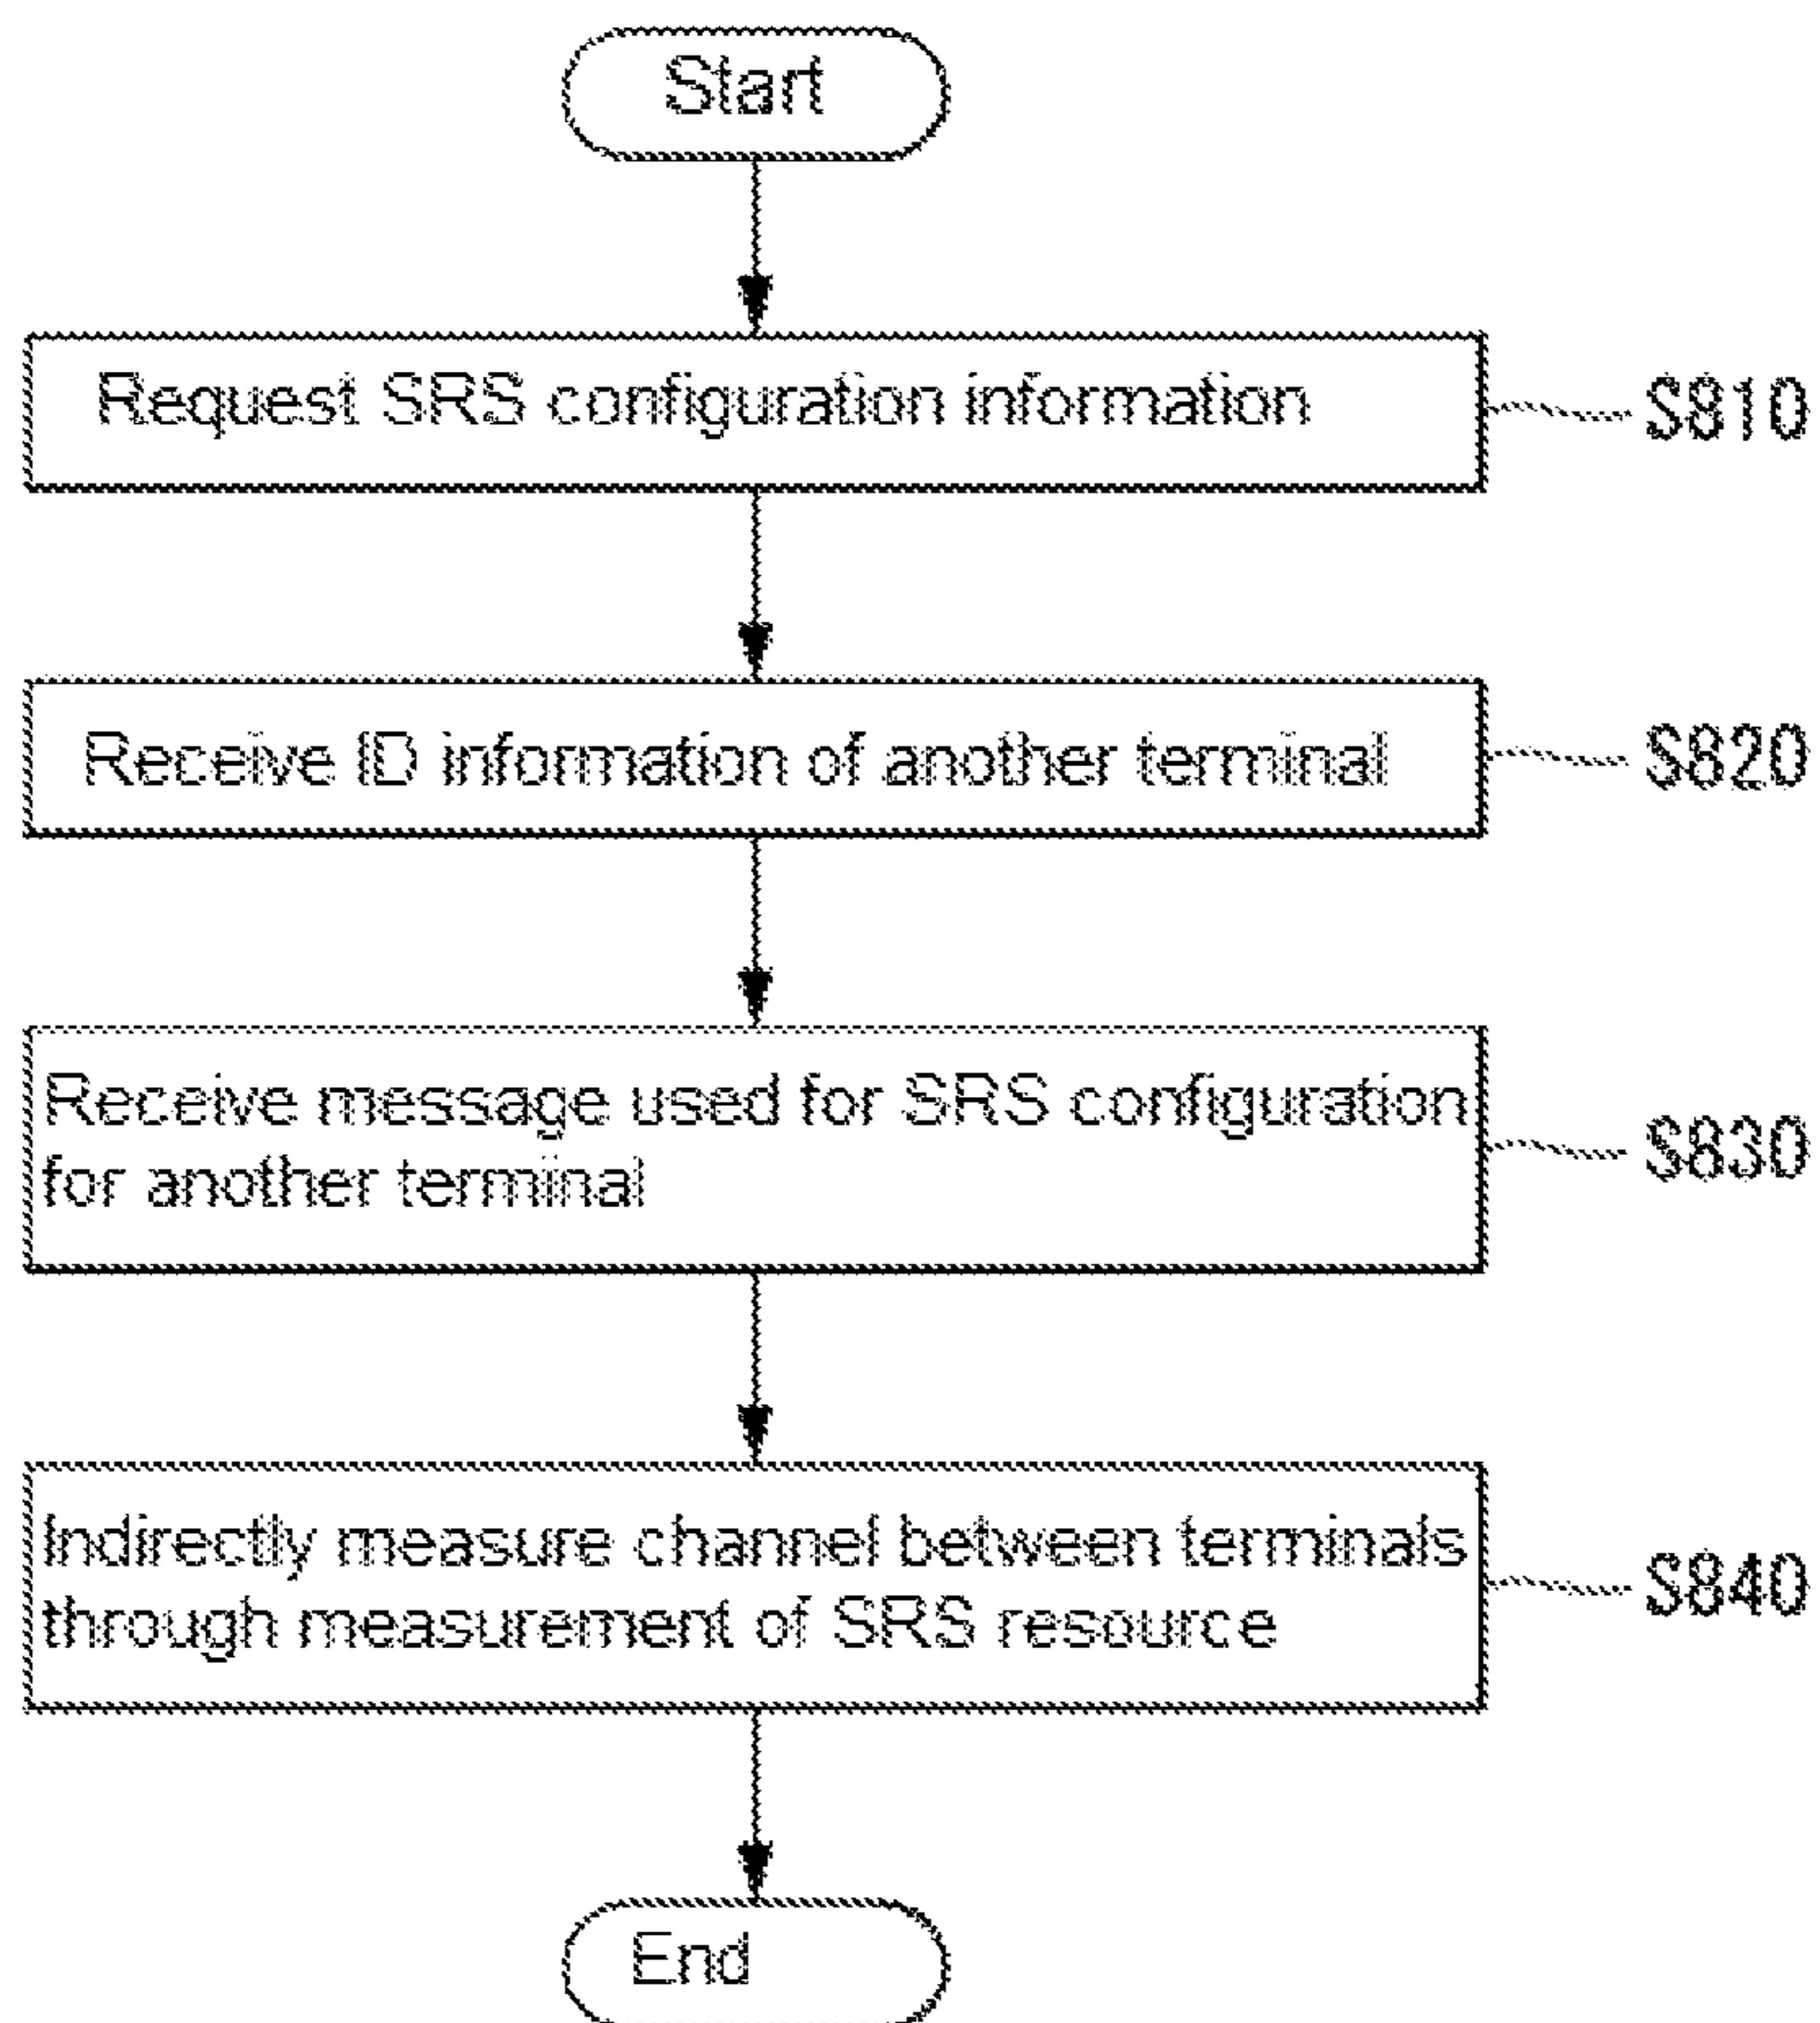 Start
Request SRS configuration information
S810
Receive ID information of another terminal
S820
Receive message used for SRS configuration
for another terminal
S830
Indirectly measure channel between terminals
through measurement of SRS resource
S840
End